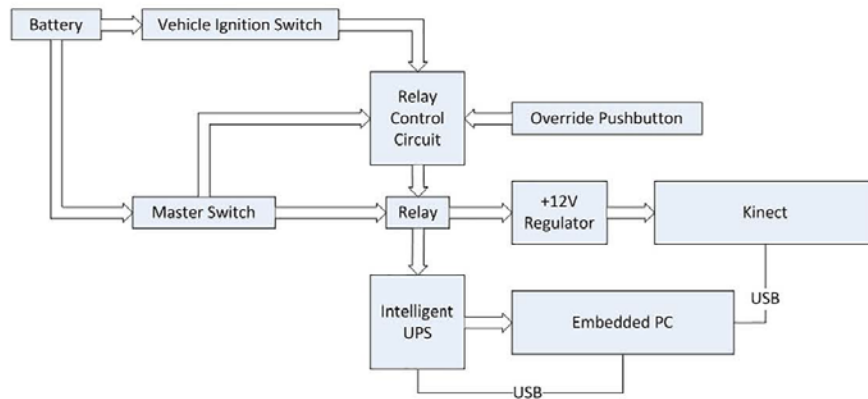 Battery
Vehicle Ignition Switch
Relay
Control
Circuit
Override Pushbutton
Master Switch
Relay
+12V
Regulator
Kinect
USB
Intelligent
UPS
Embedded PC
USB